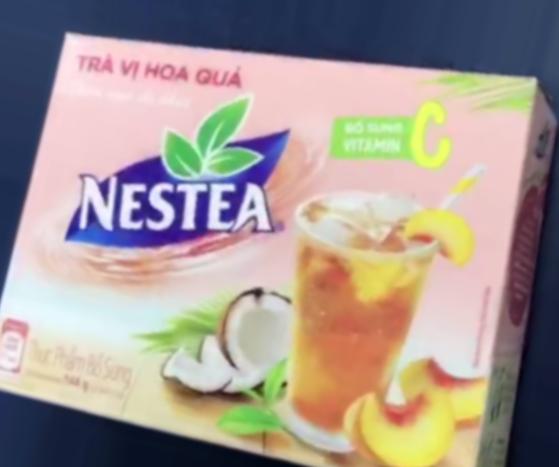 TRÀ VỊ HOA QUẢ
NESTEA
BỔ SUNG
VITAMIN C
Thực Phẩm Bổ Sung